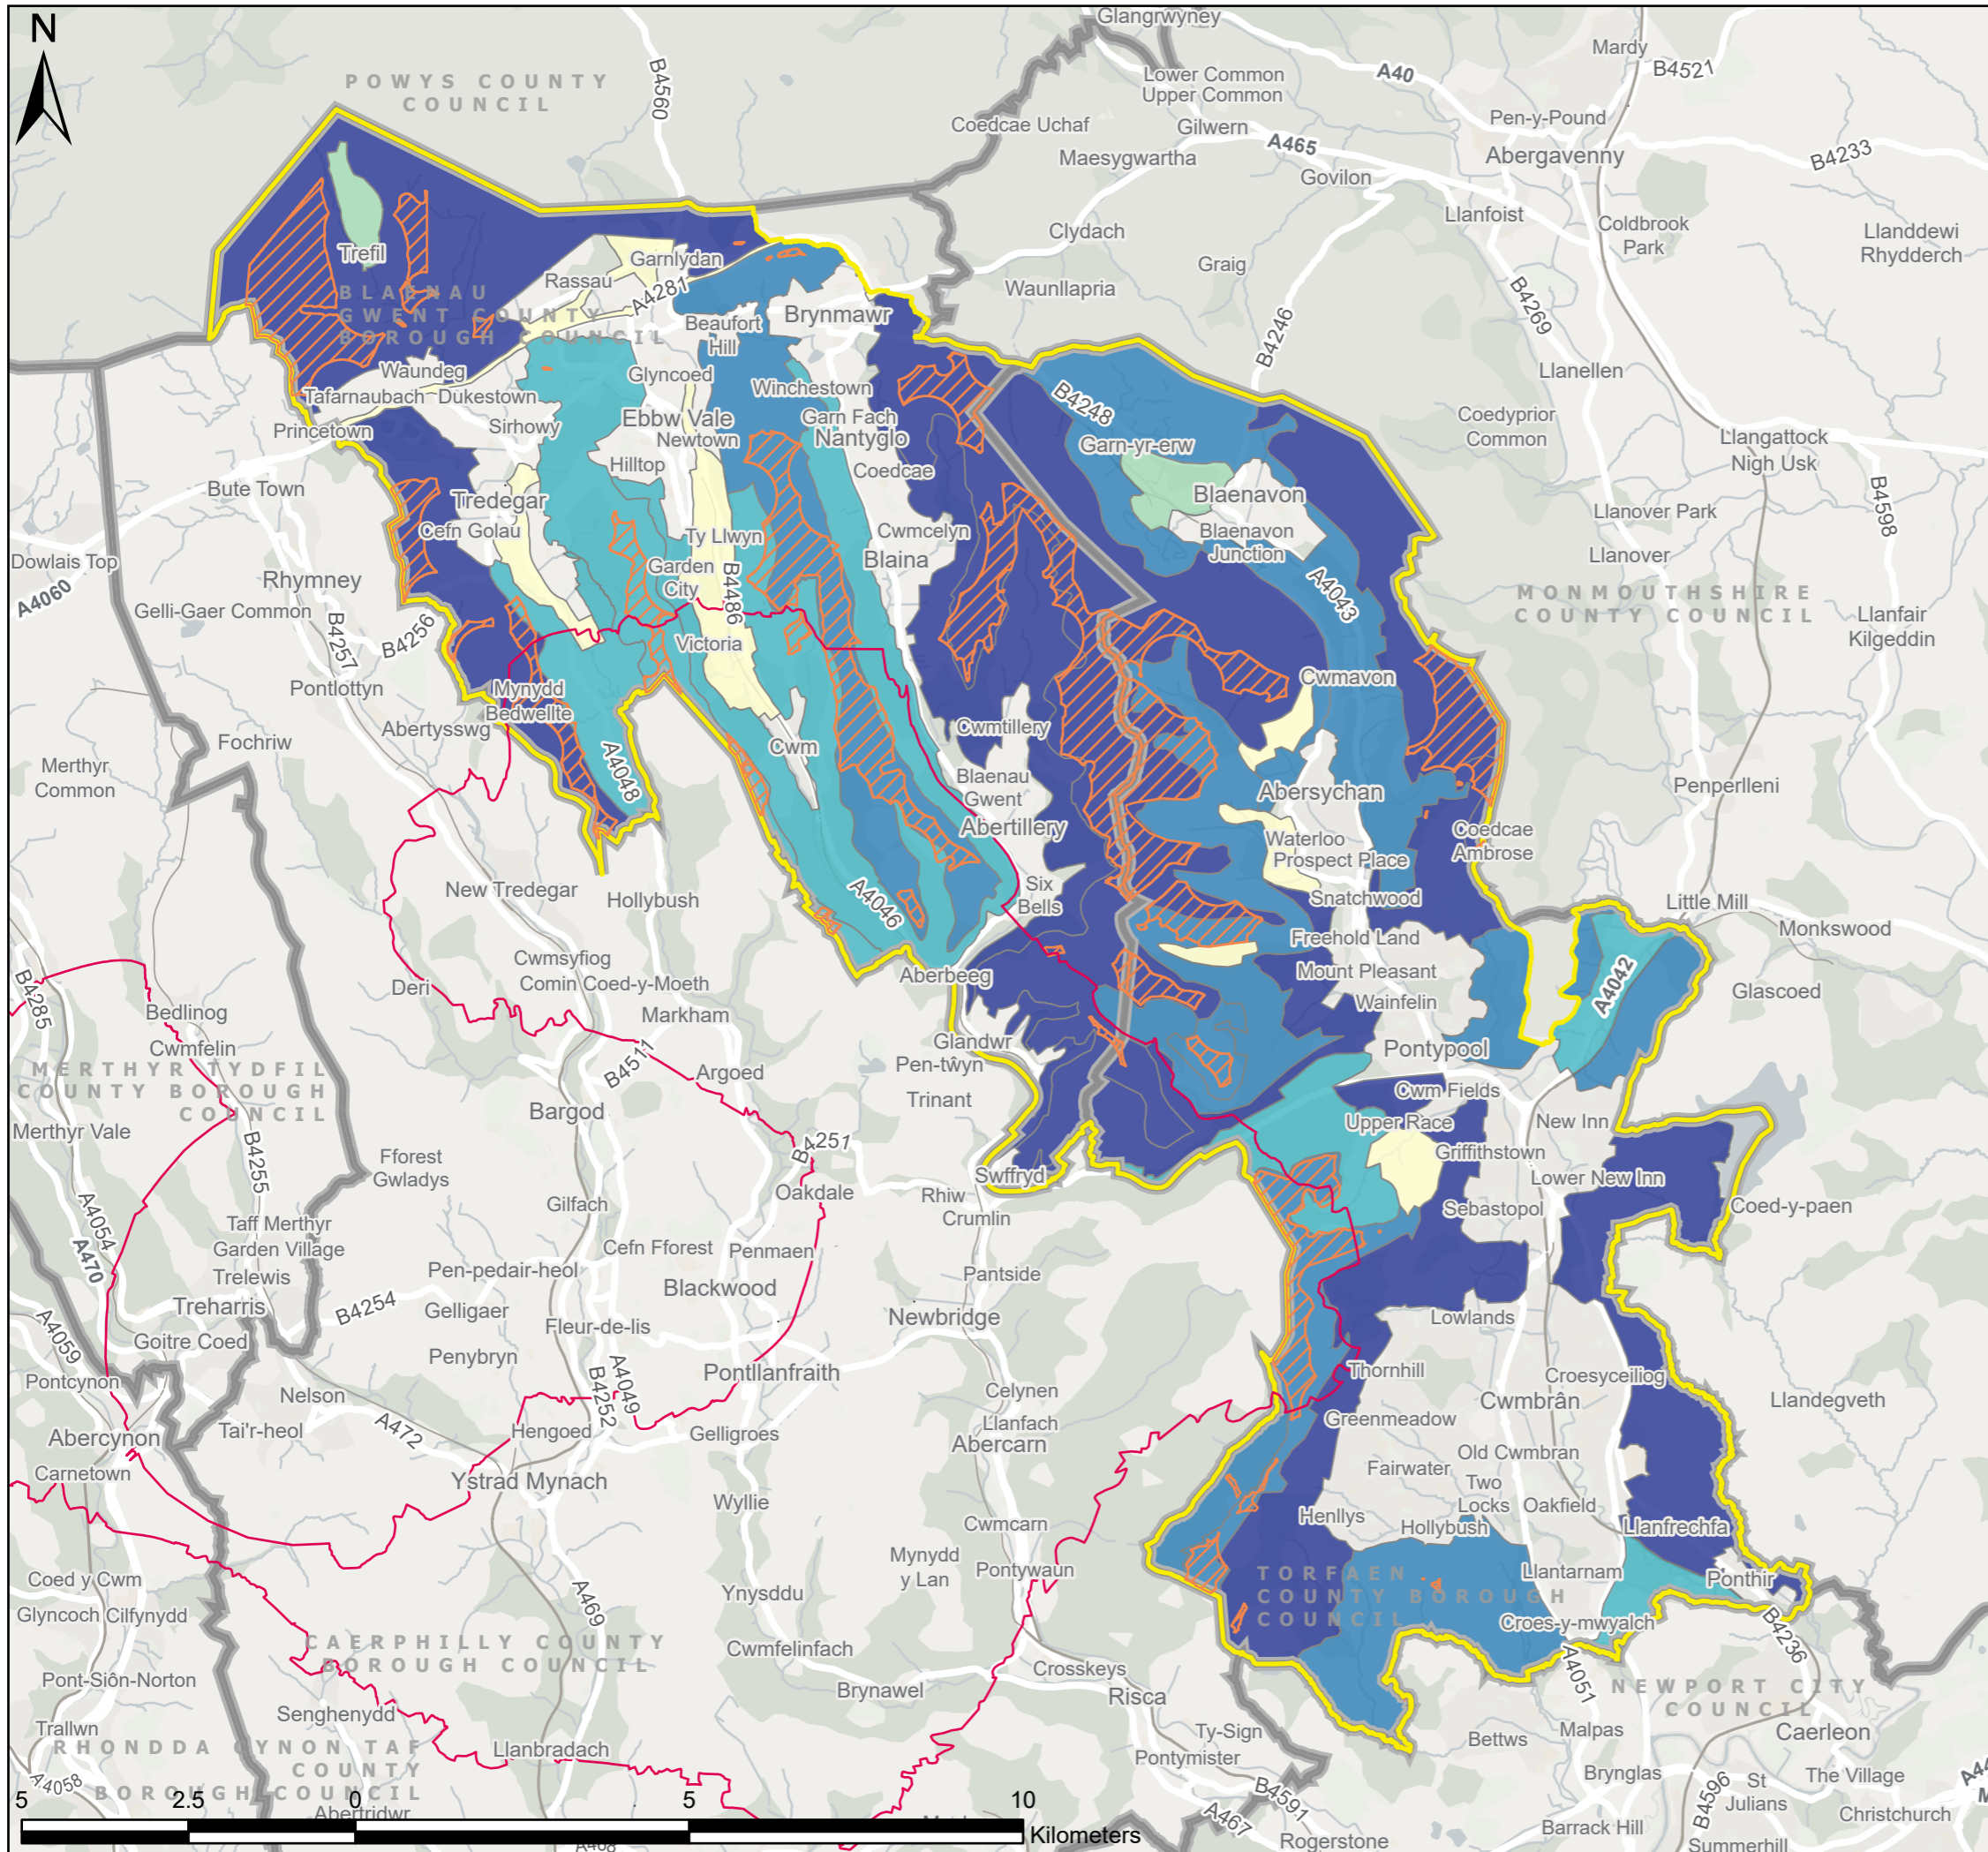 N
Glangrwyney
Mardy
B4521
POWYS COUNTY
COUNCIL
B4560
Lower Common
Upper Common
A40
Coedcae Uchaf
Gilwern
Pen-y-Pound
A465
Abergavenny
B4233
Maesygwartha
Govilon
Llanfoist
Coldbrook
Park
Llanddewi
Rhydderch
Clydach
Trefil
Garnlydan
Rassau
A4281
Graig
Waunllapria
BLAENAU
GWENT COUNTY
BOROUGH COUNCIL
Brynmawr
Beaufort
Hill
B4246
B4269
Waundeg
Glyncoed
Llanellen
Tafarnaubach
Dukestown
Winchestown
B4248
Ebbw Vale
Garn Fach
Newtown
Nantyglo
Sirhowy
Princetown
Garn-yr-erw
Coedyprior
Common
Llangattock
Nigh Usk
Hilltop
Coedcae
Bute Town
Tredegar
Blaenavon
B4598
Llanover Park
Cefn Golau
Ty Llwyn
Cwmcelyn
Blaenavon
Junction
Blaina
Llanover
Dowlais Top
Garden
City
B4486
Rhymney
A4060
Gelli-Gaer Common
A4043
MONMOUTHSHIRE
COUNTY COUNCIL
Llanfair
Kilgeddin
B4257
B4256
Victoria
Pontlottyn
Mynydd
Bedwellte
Cwmavon
Abertysswg
Cwmtillery
Fochriw
Cwm
A4048
Merthyr
Common
Blaenau
Gwent
Abersychan
Penperlleni
Abertillery
Waterloo
Prospect Place
Coedcae
Ambrose
New Tredegar
Hollybush
A4046
Six
Bells
Snatchwood
Little Mill
Monkswood
Freehold Land
Cwmsyfiog
Aberbeeg
Mount Pleasant
A4042
Comin Coed-y-Moeth
Deri
Wainfelin
Glascoed
B4285
Bedlinog
Markham
Cwmfelin
Glandwr
Pontypool
MERTHYR TYDFIL
COUNTY BOROUGH
COUNCIL
B4511
Argoed
Pen-twŷn
Cwm Fields
Trinant
Bargod
Upper Race
New Inn
Merthyr Vale
B4255
B4251
Griffithstown
Fforest
Gwladys
Swffryd
Lower New Inn
Oakdale
Rhiw
Crumlin
Sebastopol
Coed-y-paen
A4054
Gilfach
Taff Merthyr
Garden Village
A470
Cefn Fforest
Penmaen
Trelewis
Pen-pedair-heol
Pantside
Blackwood
Treharris
B4254
Gelligaer
Newbridge
Lowlands
A4059
Goitre Coed
Fleur-de-lis
Penybryn
A4049
Pontllanfraith
Thornhill
Croesyceiliog
Pontcynon
Nelson
B4252
Celynen
Cwmbrân
Llandegveth
Tai'r-heol
A472
Hengoed
Gelligroes
Llanfach
Greenmeadow
Abercynon
Abercarn
Old Cwmbran
Carnetown
Fairwater
Ystrad Mynach
Two
Locks
Wyllie
Oakfield
Henllys
Hollybush
Cwmcarn
Llanfrechfa
Mynydd
y Lan
Pontywaun
TORFAEN
COUNTY BOROUGH
COUNCIL
Llantarnam
Ponthir
Coed y Cwm
Ynysddu
A469
Glyncoch
Cilfynydd
Croes-y-mwyalch
B4236
CAERPHILLY COUNTY
BOROUGH COUNCIL
Cwmfelinfach
A4051
Pont-Siôn-Norton
Crosskeys
Brynawel
Risca
NEWPORT CITY
COUNCIL
Senghenydd
Trallwn
Ty-Sign
Bettws
Malpas
Caerleon
RHONDDA CYNON TAF
COUNTY
BOROUGH COUNCIL
Llanbradach
Pontymister
A4058
B4591
Brynglas
B4596
St
Julians
The Village
Abertridwr
A467
Barrack Hill
Christchurch
Rogerstone
Summerhill
5
2.5
0
5
10
Kilometers